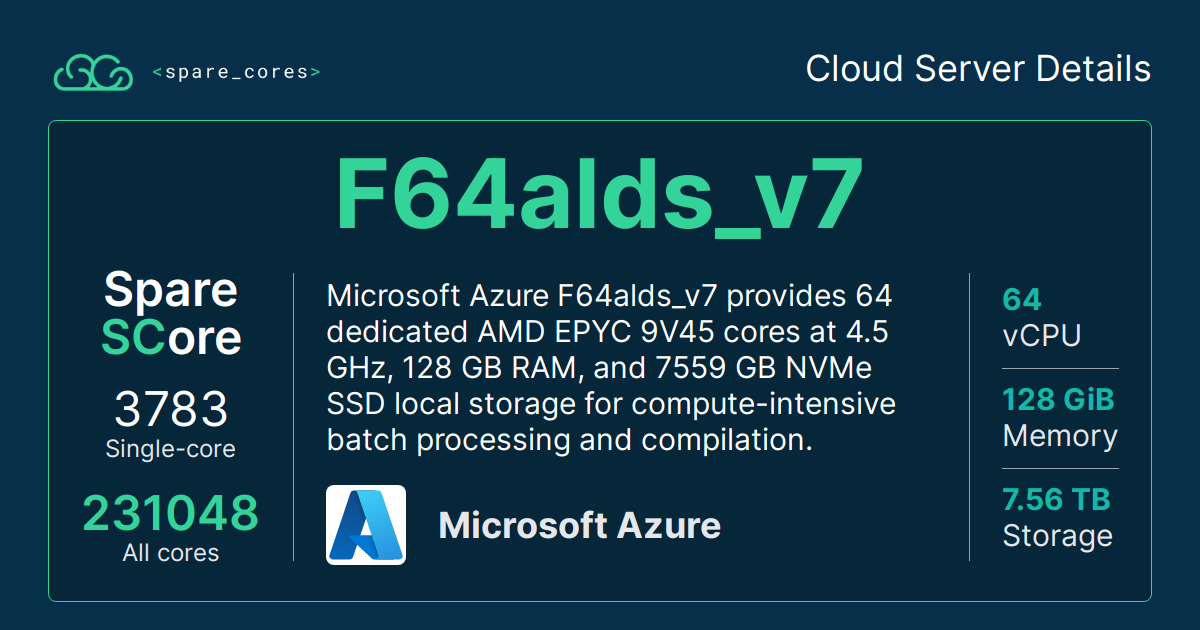 <spare_cores>
Cloud Server Details
F64alds_v7
Spare
SCore
3783
Single-core
231048
All cores
Microsoft Azure F64alds_v7 provides 64
dedicated AMD EPYC 9V45 cores at 4.5
GHz, 128 GB RAM, and 7559 GB NVMe
SSD local storage for compute-intensive
batch processing and compilation.
Microsoft Azure
64
vCPU
128 GiB
Memory
7.56 TB
Storage